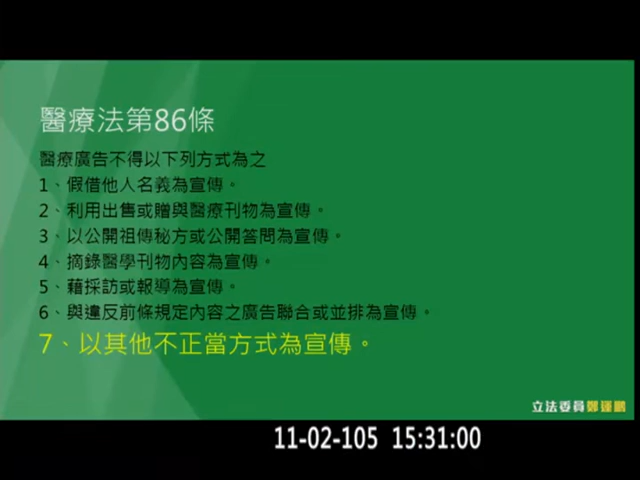 醫療法第86條
醫療廣告不得以下列方式為之
1、假借他人名義為宣傳。
2、利用出售或贈與醫療刊物為宣傳。
3、以公開祖傳秘方或公開答問為宣傳。
4、摘錄醫學刊物內容為宣傳。
5、藉採訪或報導為宣傳。
6、與違反前條規定內容之廣告聯合或並排為宣傳。
7、以其他不正當方式為宣傳。
立法委員鄭運鵬
11-02-105 15:31:00